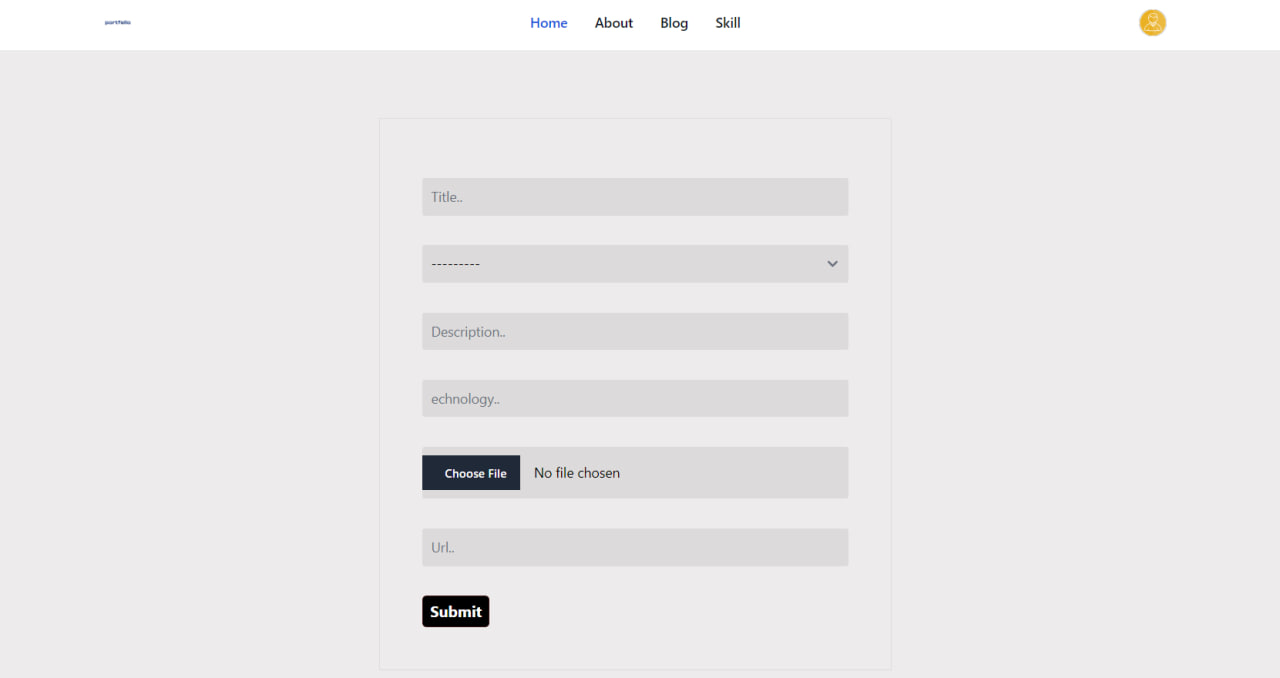 portfolio
Home About Blog Skill
Title..
---------
Description..
echnology..
Choose File No file chosen
Url..
Submit